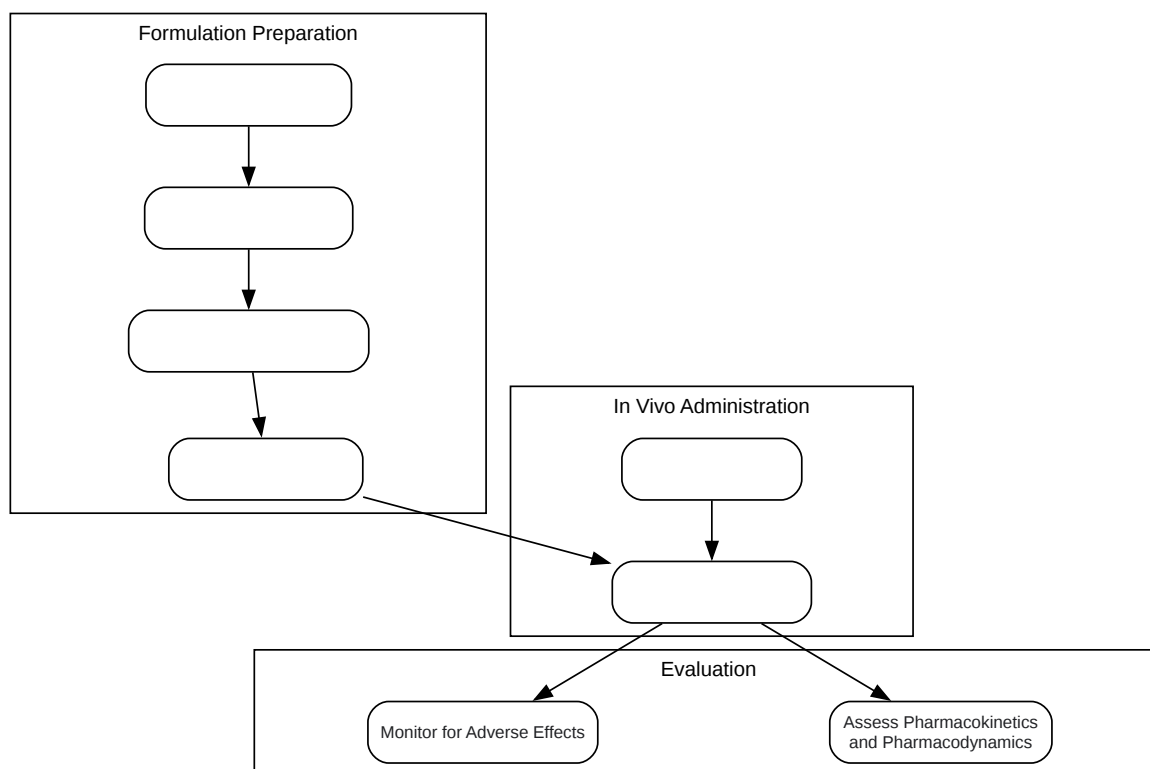 Formulation Preparation
In Vivo Administration
Evaluation
Monitor for Adverse Effects
Assess Pharmacokinetics
and Pharmacodynamics